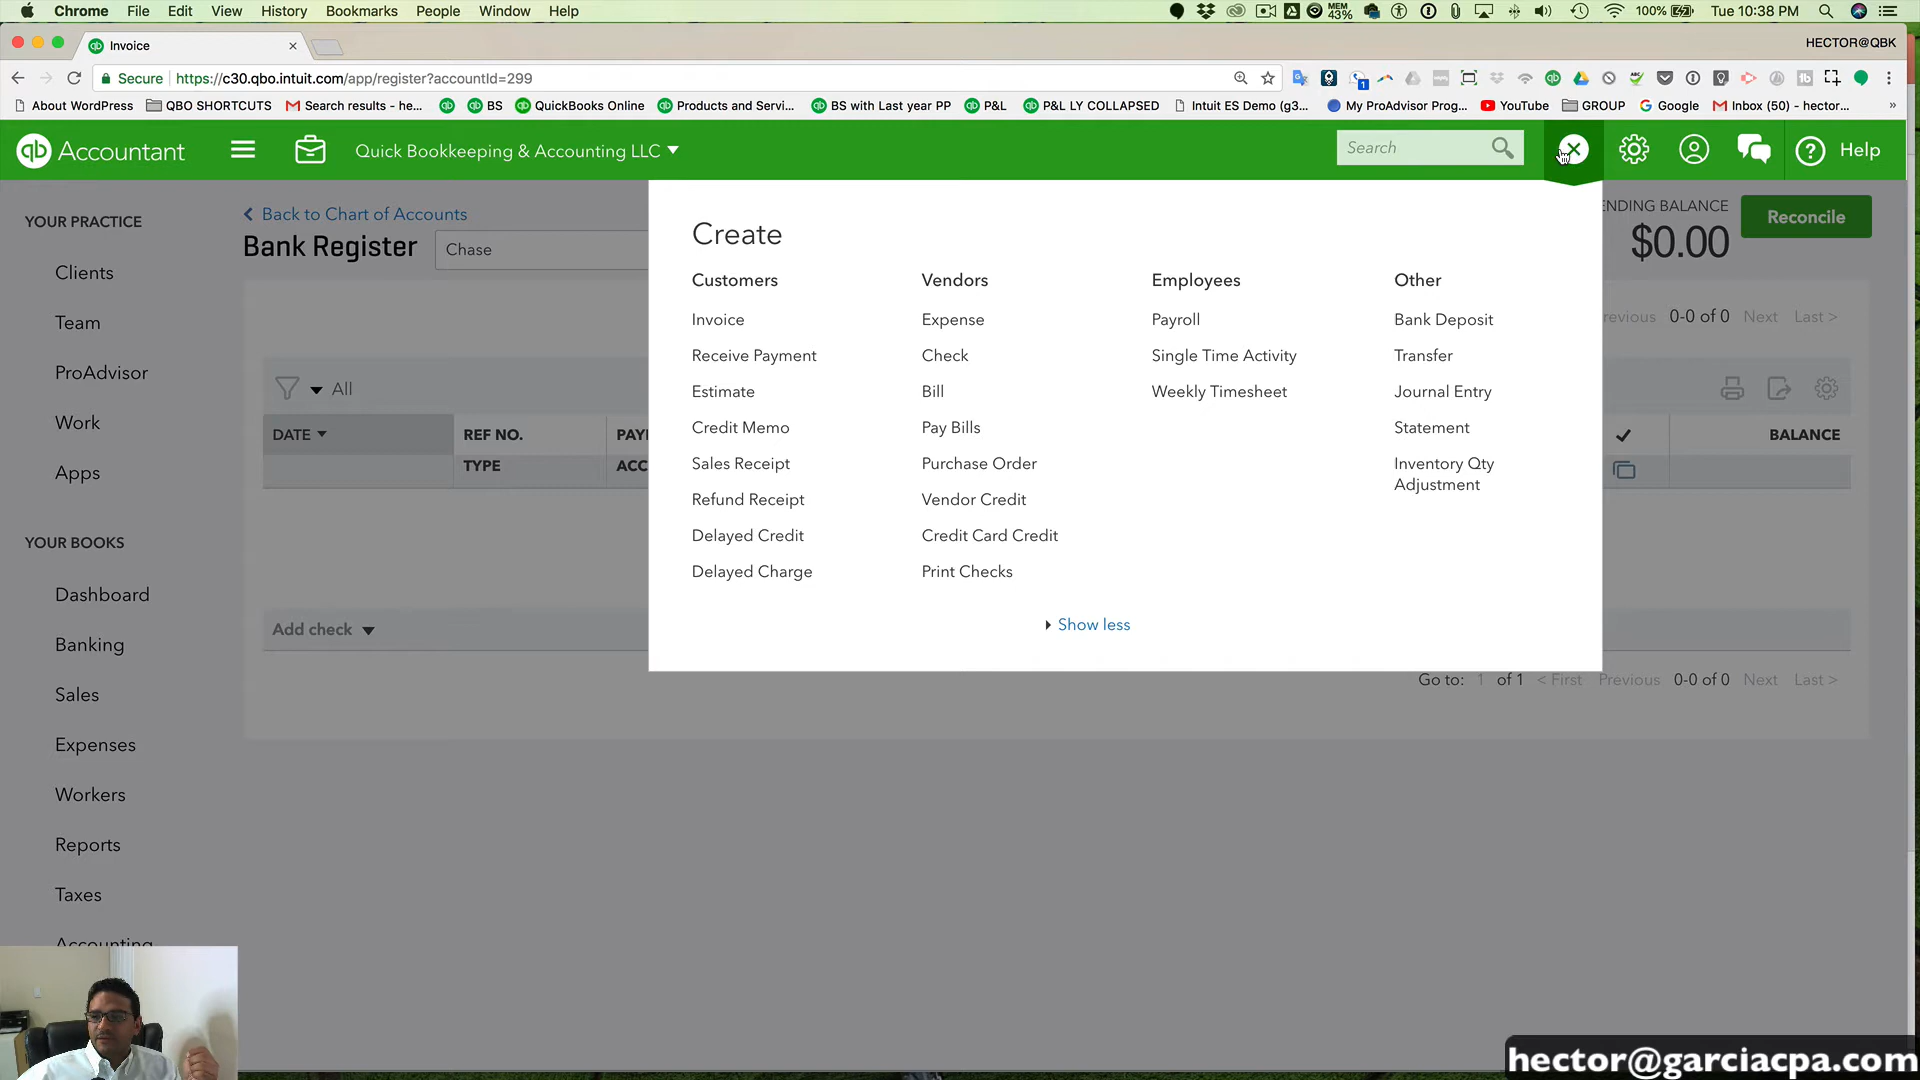 Chrome File Edit View History Bookmarks People Window Help
MEM 43% 100% Tue 10:38 PM
Invoice
HECTOR@QBK
Secure https://c30.qbo.intuit.com/app/register?accountId=299
About WordPress QBO SHORTCUTS Search results - he... BS QuickBooks Online Products and Servi... BS with Last year PP P&L P&L LY COLLAPSED Intuit ES Demo (g3... My ProAdvisor Prog... YouTube GROUP Google Inbox (50) - hector... »
qb Accountant Quick Bookkeeping & Accounting LLC Search Help
YOUR PRACTICE
Clients
Team
ProAdvisor
Work
Apps
YOUR BOOKS
Dashboard
Banking
Sales
Expenses
Workers
Reports
Taxes
Accounting
Back to Chart of Accounts
Bank Register Chase
ENDING BALANCE
$0.00
Reconcile
Create
Customers
Invoice
Receive Payment
Estimate
Credit Memo
Sales Receipt
Refund Receipt
Delayed Credit
Delayed Charge
Vendors
Expense
Check
Bill
Pay Bills
Purchase Order
Vendor Credit
Credit Card Credit
Print Checks
Employees
Payroll
Single Time Activity
Weekly Timesheet
Other
Bank Deposit
Transfer
Journal Entry
Statement
Inventory Qty
Adjustment
Show less
revious 0-0 of 0 Next Last >
All
DATE REF NO. PAY BALANCE
TYPE ACC
Add check
Go to: 1 of 1 < First Previous 0-0 of 0 Next Last >
hector@garciacpa.com